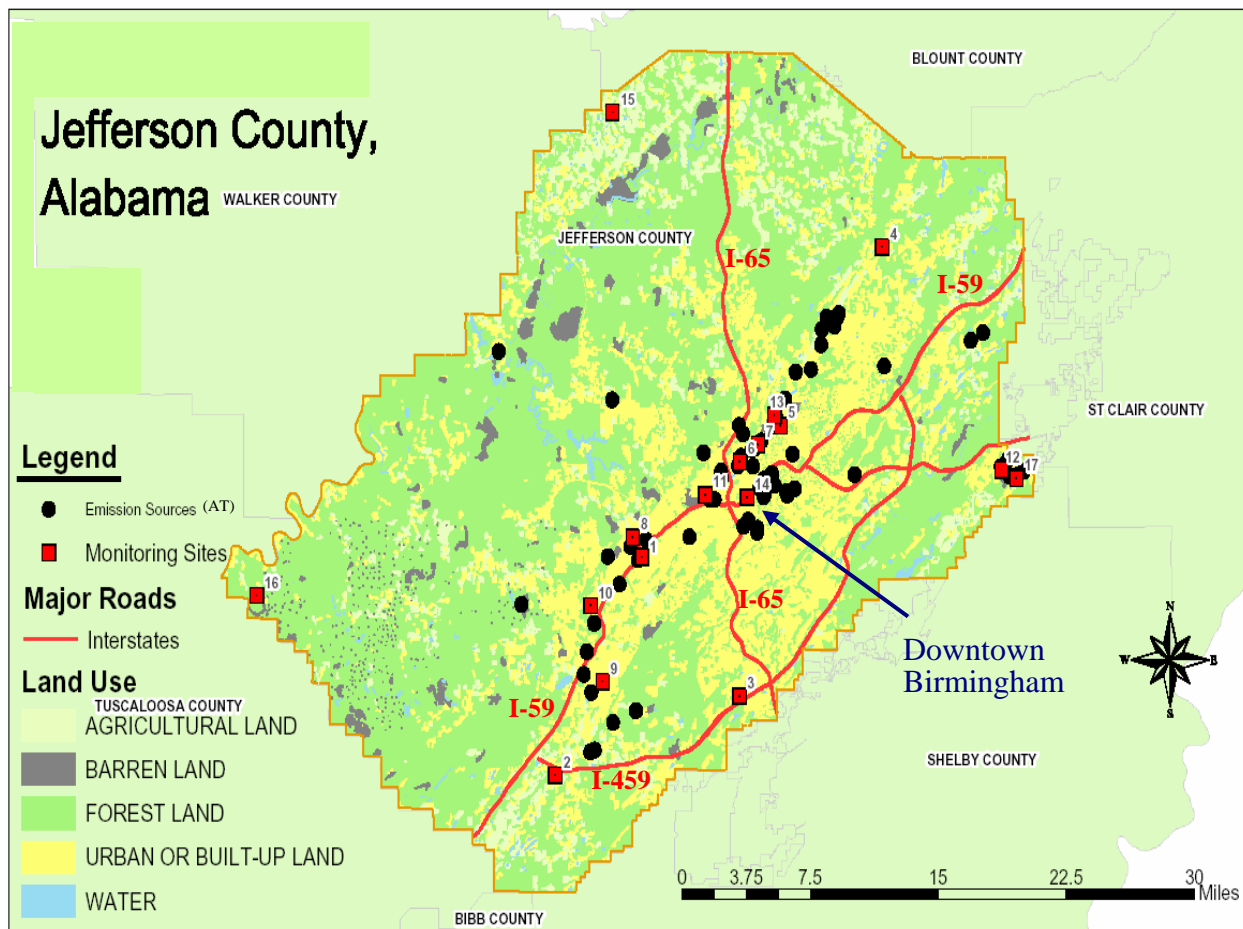 Jefferson County,
Alabama
BLOUNT COUNTY
WALKER COUNTY
JEFFERSON COUNTY
ST CLAIR COUNTY
TUSCALOOSA COUNTY
SHELBY COUNTY
BIBB COUNTY
15
4
I-65
I-59
13
5
7
6
12
17
11
14
8
1
16
10
I-65
Downtown
Birmingham
9
3
I-59
2
I-459
N
W
E
S
Legend
Emission Sources (AT)
Monitoring Sites
Major Roads
Interstates
Land Use
AGRICULTURAL LAND
BARREN LAND
FOREST LAND
URBAN OR BUILT-UP LAND
WATER
0 3.75 7.5 15 22.5 30
Miles